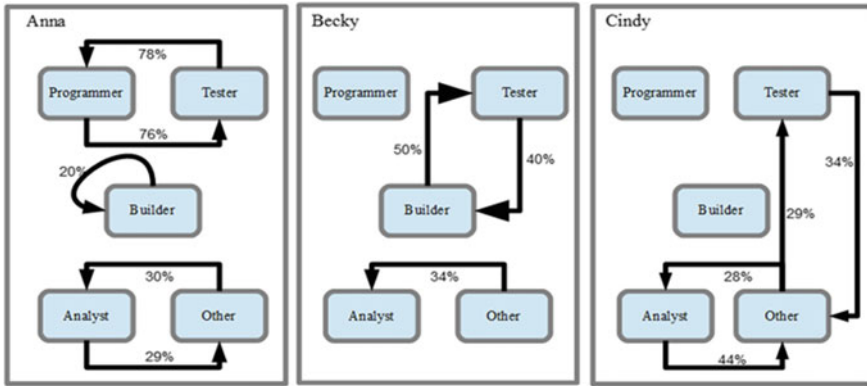 Anna
78%
Programmer
Tester
76%
20%
Builder
30%
Analyst
Other
29%
Becky
Programmer
Tester
50%
40%
Builder
34%
Analyst
Other
Cindy
Programmer
Tester
34%
Builder
29%
28%
Analyst
Other
44%